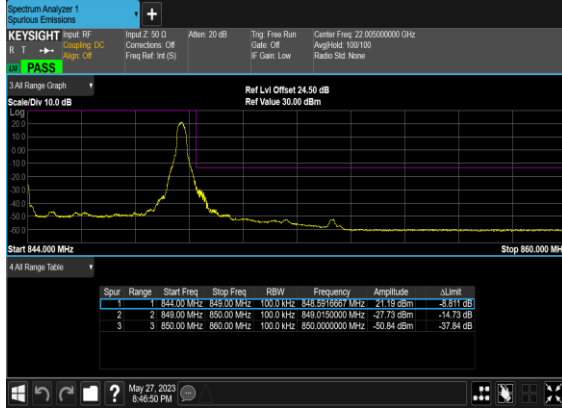 Spectrum Analyzer 1
Spurious Emissions
+
KEYSIGHT Input: RF Input Z: 50 Ω Atten: 20 dB Trig: Free Run Center Freq: 22.005000000 GHz
R T Coupling: DC Corrections: Off Gate: Off Avg|Hold: 100/100
Align: Off Freq Ref: Int (S) IF Gain: Low Radio Std: None
PASS
3 All Range Graph
Ref Lvl Offset 24.50 dB
Scale/Div 10.0 dB Ref Value 30.00 dBm
Log
20.0
10.0
0.00
-10.0
-20.0
-30.0
-40.0
-50.0
-60.0
Start 844.000 MHz Stop 860.000 MH
4 All Range Table
Spur Range Start Freq Stop Freq RBW Frequency Amplitude ΔLimit
1 1 844.00 MHz 849.00 MHz 100.0 kHz 848.5916667 MHz 21.19 dBm -8.811 dB
2 2 849.00 MHz 850.00 MHz 100.0 kHz 849.0150000 MHz -27.73 dBm -14.73 dB
3 3 850.00 MHz 860.00 MHz 100.0 kHz 850.0000000 MHz -50.84 dBm -37.84 dB
? May 27, 2023
8:46:50 PM